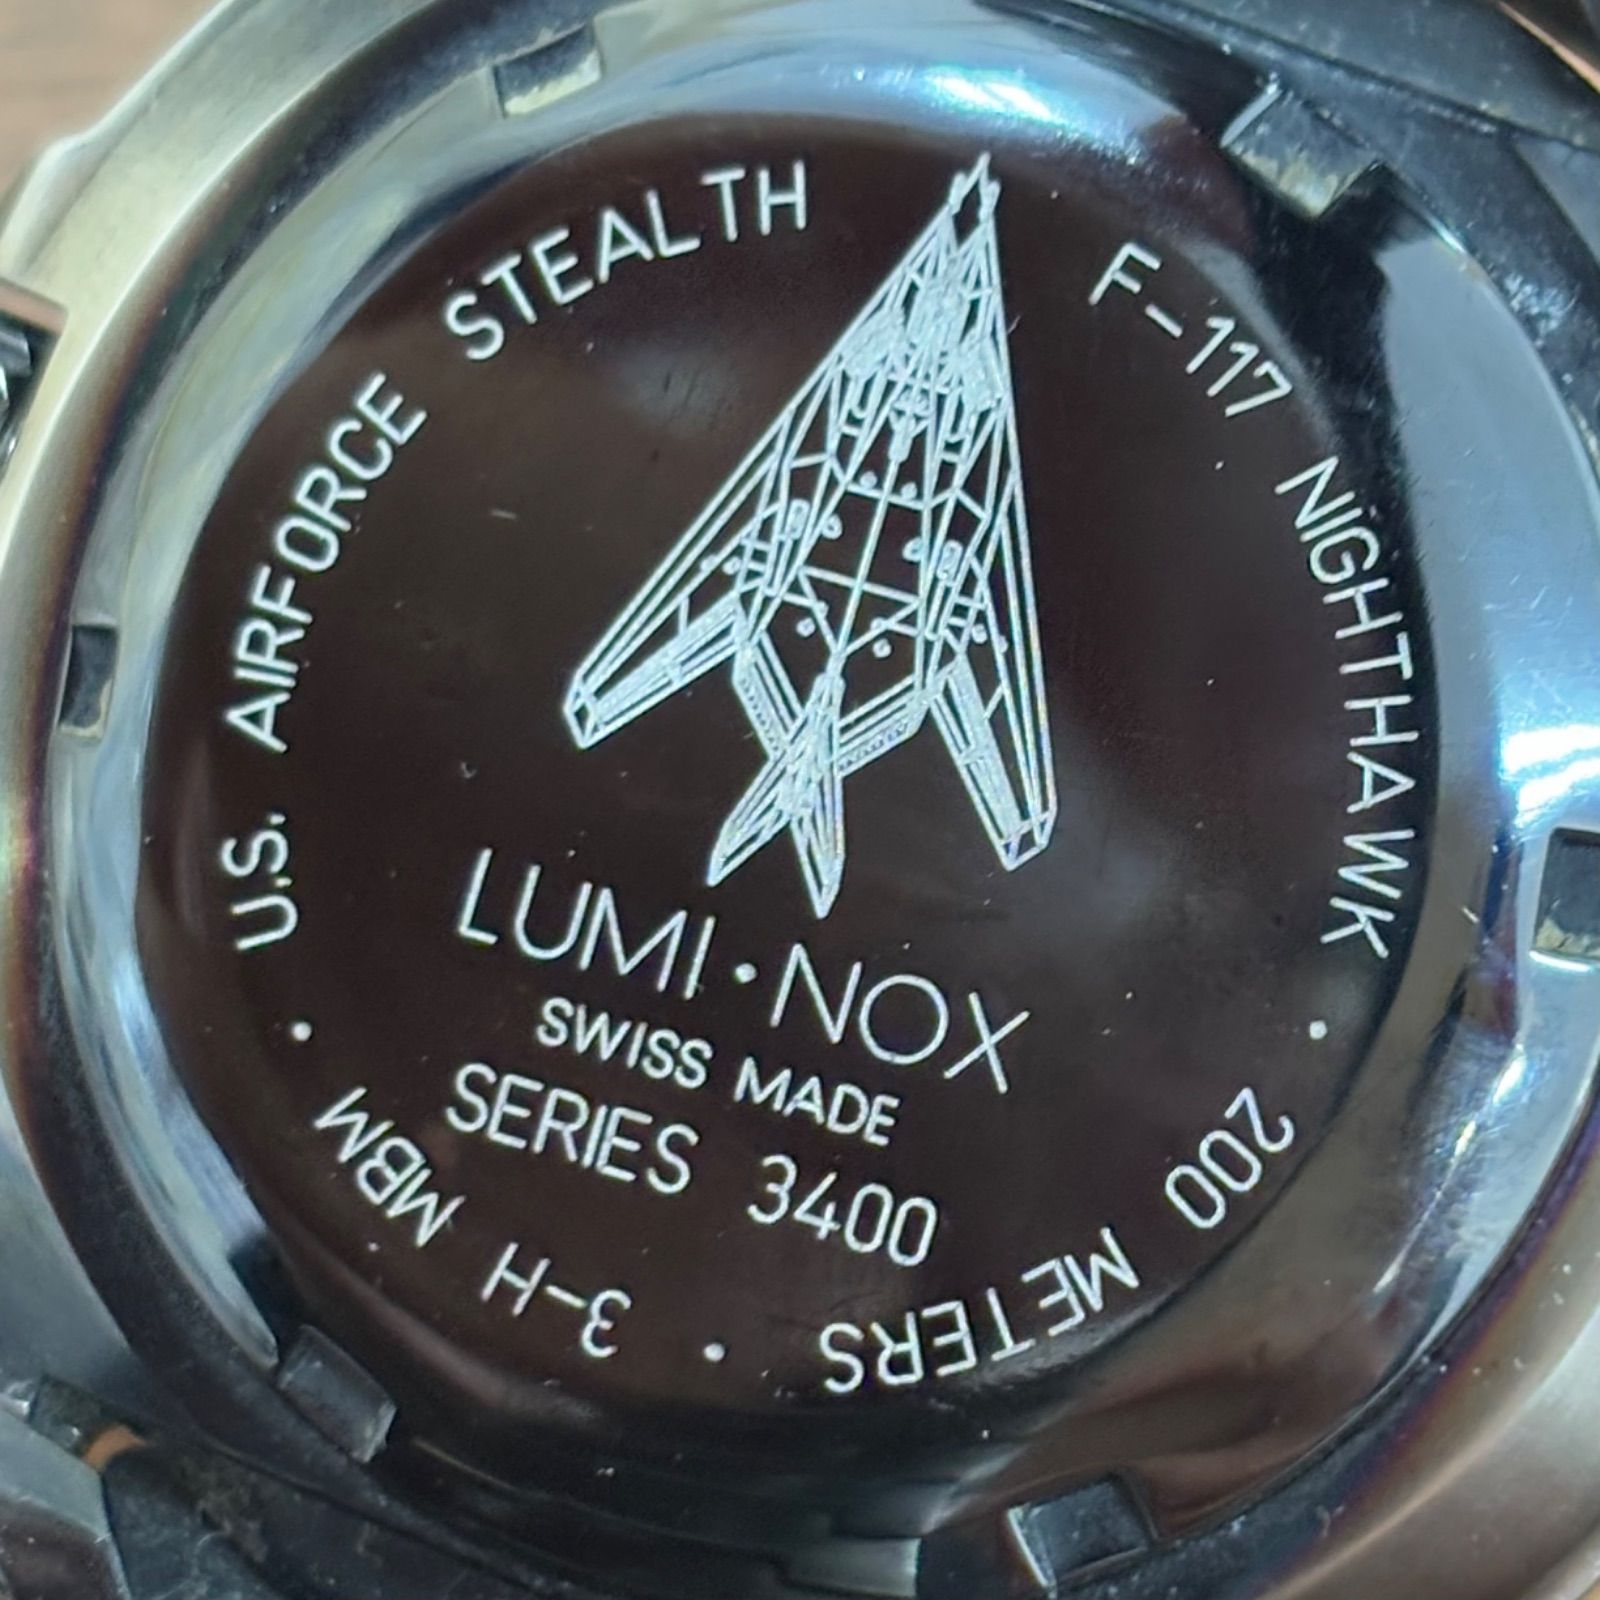 U.S. AIRFORCE STEALTH F-117 NIGHTHAWK • 200 METERS • 3-H MBM •
LUMI•NOX
SWISS MADE
SERIES 3400